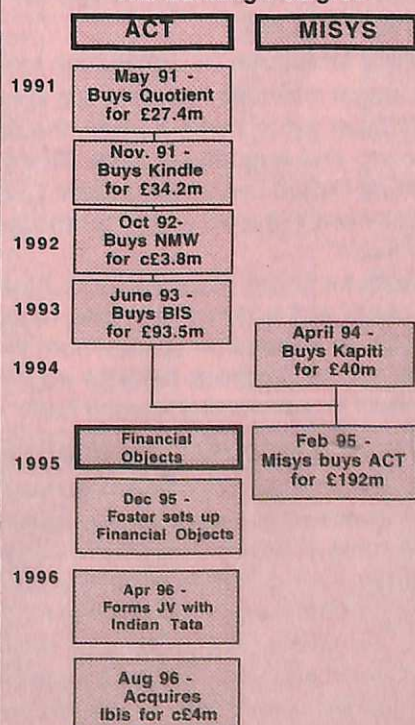 ACT
MISYS
1991
May 91 -
Buys Quotient
for £27.4m
Nov. 91 -
Buys Kindle
for £34.2m
1992
Oct 92-
Buys NMW
for c£3.8m
1993
June 93 -
Buys BIS
for £93.5m
1994
April 94 -
Buys Kapiti
for £40m
1995
Financial
Objects
Feb 95 -
Misys buys ACT
for £192m
Dec 95 -
Foster sets up
Financial Objects
1996
Apr 96 -
Forms JV with
Indian Tata
Aug 96 -
Acquires
Ibis for c£4m